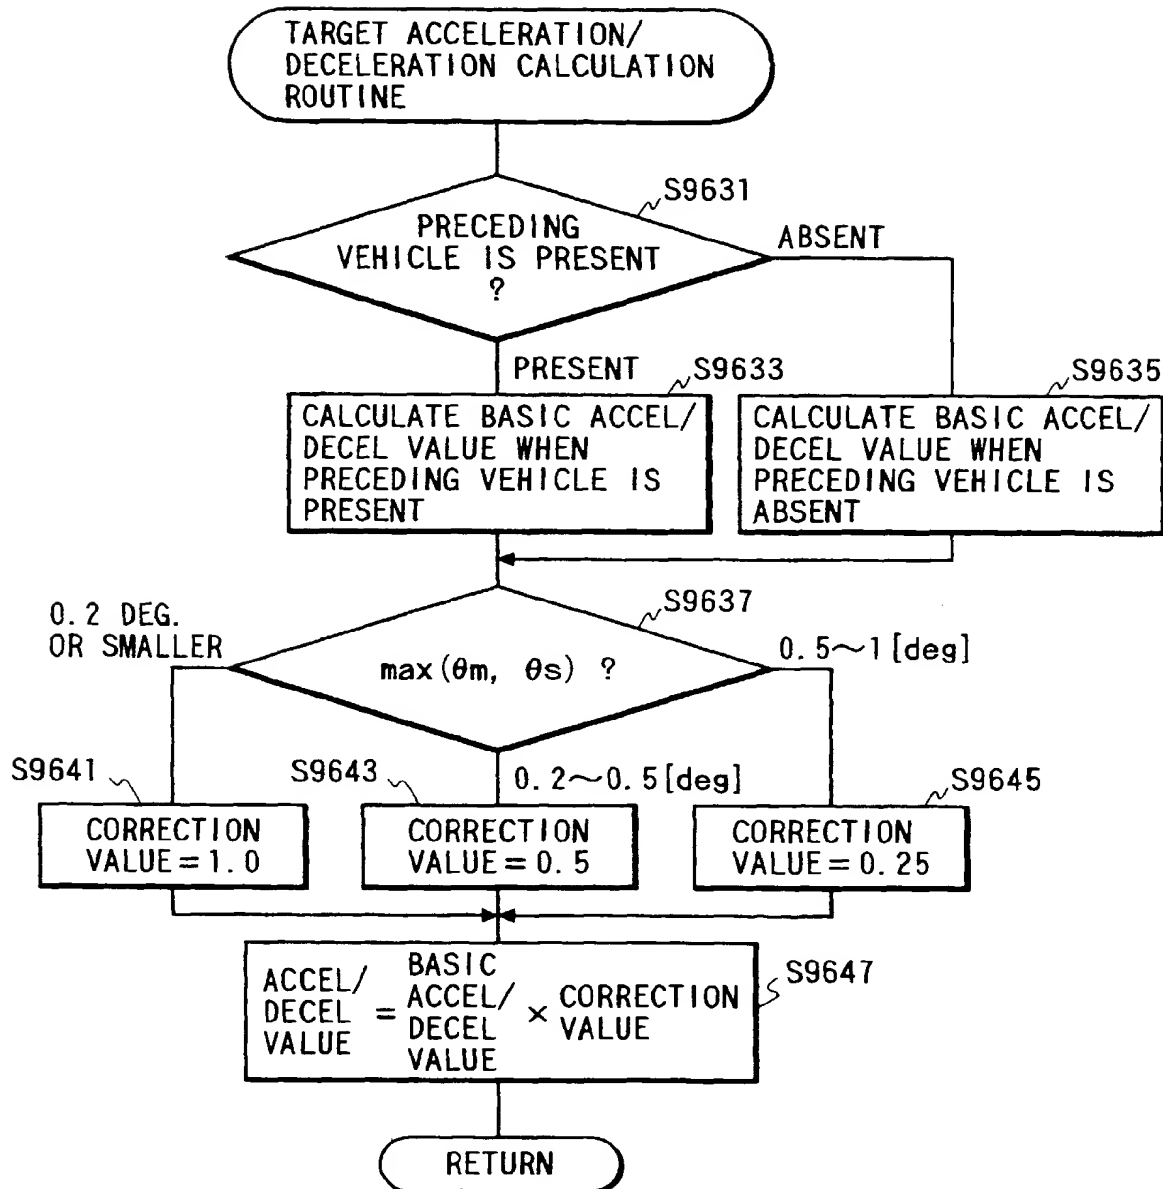 TARGET ACCELERATION/
DECELERATION CALCULATION
ROUTINE
S9631
PRECEDING
VEHICLE IS PRESENT
?
ABSENT
PRESENT
S9633
S9635
CALCULATE BASIC ACCEL/
DECEL VALUE WHEN
PRECEDING VEHICLE IS
PRESENT
CALCULATE BASIC ACCEL/
DECEL VALUE WHEN
PRECEDING VEHICLE IS
ABSENT
S9637
0.2 DEG.
OR SMALLER
max(θm, θs) ?
0.5～1[deg]
0.2～0.5[deg]
S9641
S9643
S9645
CORRECTION
VALUE=1.0
CORRECTION
VALUE=0.5
CORRECTION
VALUE=0.25
S9647
ACCEL/
DECEL
VALUE
=
BASIC
ACCEL/
DECEL
VALUE
×
CORRECTION
VALUE
RETURN